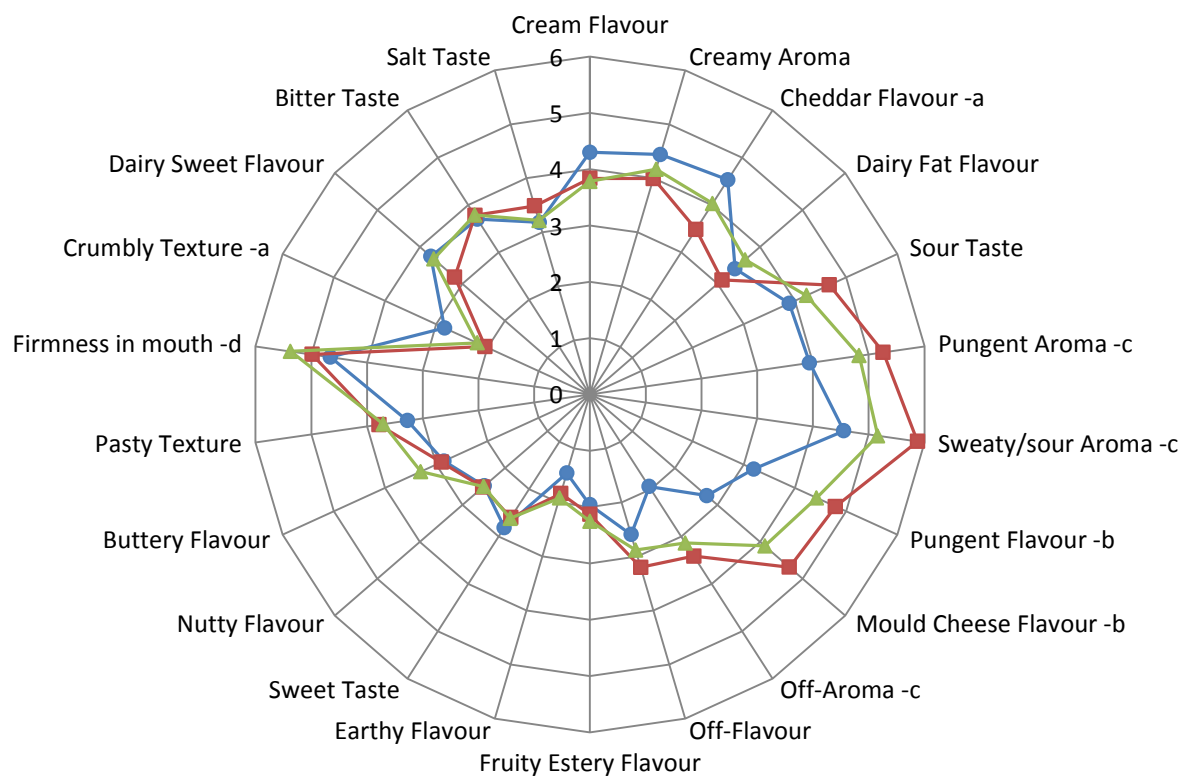 Cream Flavour
Creamy Aroma
Cheddar Flavour -a
Dairy Fat Flavour
Sour Taste
Pungent Aroma -c
Sweaty/sour Aroma -c
Pungent Flavour -b
Mould Cheese Flavour -b
Off-Aroma -c
Off-Flavour
Fruity Estery Flavour
Earthy Flavour
Sweet Taste
Nutty Flavour
Buttery Flavour
Pasty Texture
Firmness in mouth -d
Crumbly Texture -a
Dairy Sweet Flavour
Bitter Taste
Salt Taste
6
5
4
3
2
1
0